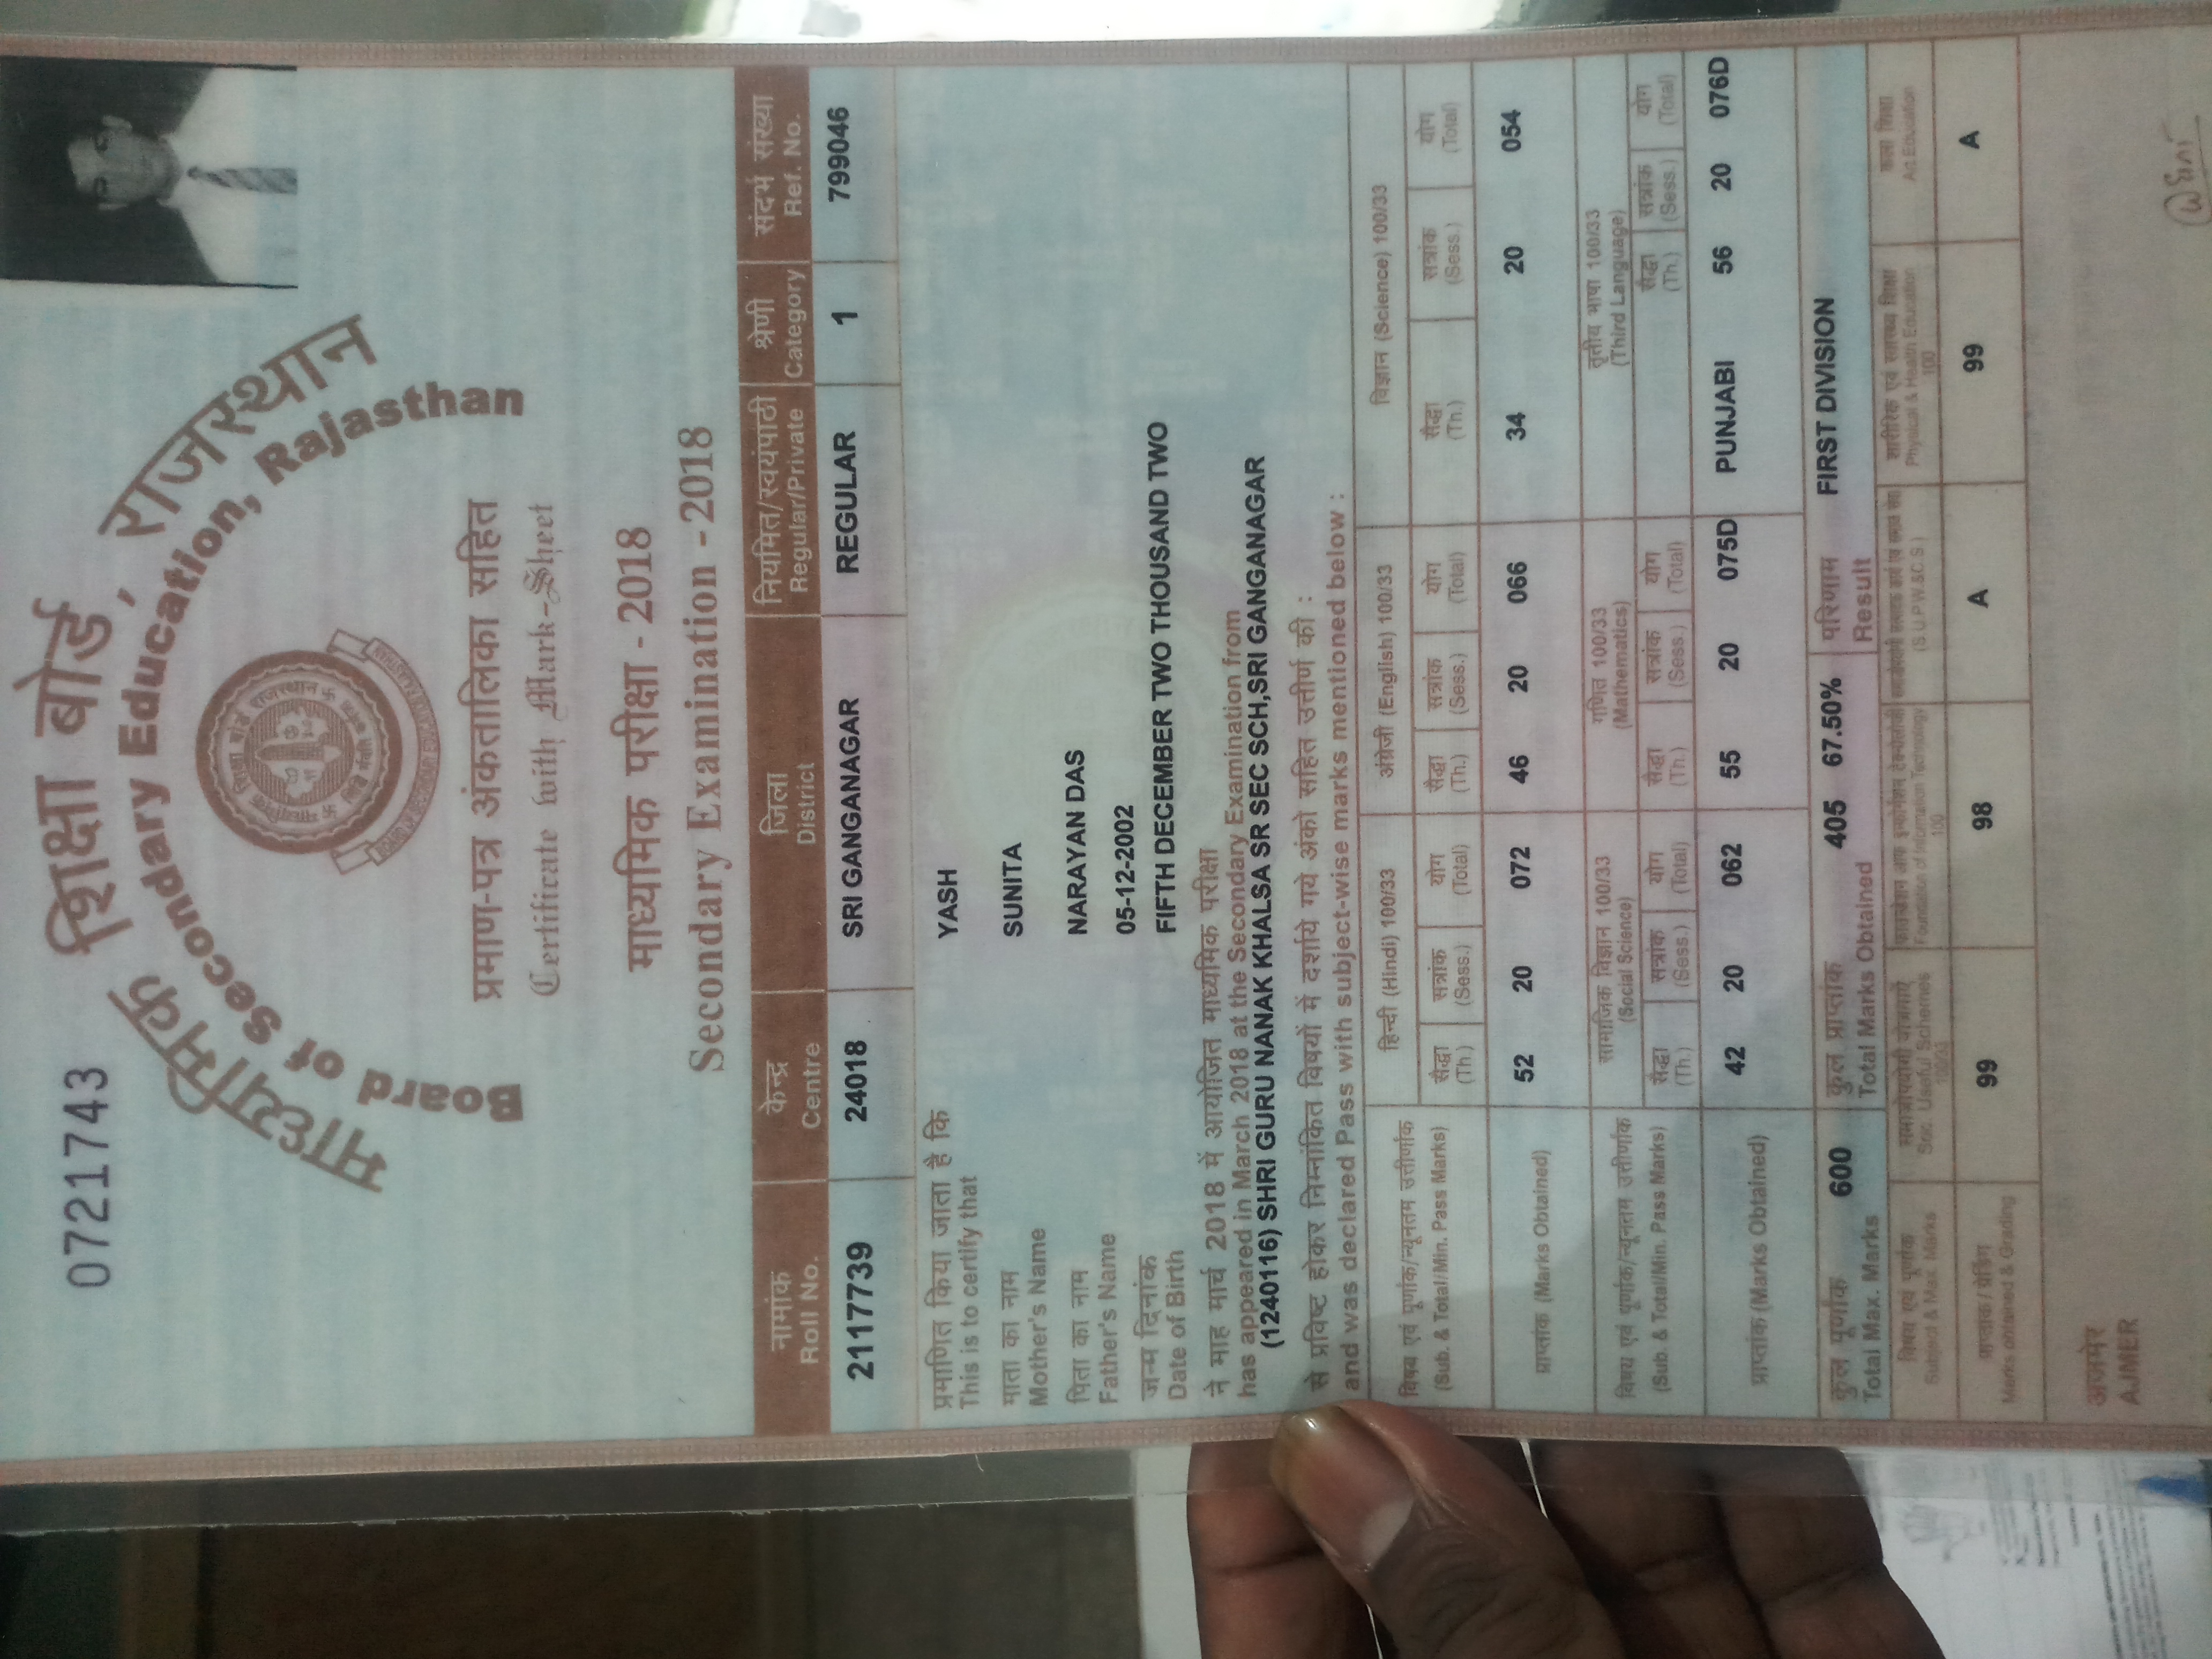 0721743
माध्यमिक शिक्षा बोर्ड, राजस्थान
Board of Secondary Education, Rajasthan
माध्यमिक शिक्षा बोर्ड राजस्थान
BOARD OF SECONDARY EDUCATION RAJASTHAN
प्रमाण-पत्र अंकतालिका सहित
Certificate with Mark-Sheet
माध्यमिक परीक्षा - 2018
Secondary Examination - 2018
नामांक केन्द्र जिला नियमित/स्वयंपाठी श्रेणी संदर्भ संख्या
Roll No. Centre District Regular/Private Category Ref. No.
2117739 24018 SRI GANGANAGAR REGULAR 1 799046
प्रमाणित किया जाता है कि YASH
This is to certify that
माता का नाम SUNITA
Mother's Name
पिता का नाम NARAYAN DAS
Father's Name
05-12-2002
जन्म दिनांक
Date of Birth FIFTH DECEMBER TWO THOUSAND TWO
ने माह मार्च 2018 में आयोजित माध्यमिक परीक्षा
has appeared in March 2018 at the Secondary Examination from
(1240116) SHRI GURU NANAK KHALSA SR SEC SCH,SRI GANGANAGAR
से प्रविष्ट होकर निम्नांकित विषयों में दर्शाये गये अंको सहित उत्तीर्ण की :
and was declared Pass with subject-wise marks mentioned below :
हिन्दी (Hindi) 100/33 अंग्रेजी (English) 100/33 विज्ञान (Science) 100/33
विषय एवं पूर्णांक/न्यूनतम उत्तीर्णांक
(Sub. & Total/Min. Pass Marks)
सैद्धा सत्रांक योग सैद्धा सत्रांक योग सैद्धा सत्रांक योग
(Th.) (Sess.) (Total) (Th.) (Sess.) (Total) (Th.) (Sess.) (Total)
प्राप्तांक (Marks Obtained) 52 20 072 46 20 066 34 20 054
सामाजिक विज्ञान 100/33 गणित 100/33 तृतीय भाषा 100/33
(Social Science) (Mathematics) (Third Language)
विषय एवं पूर्णांक/न्यूनतम उत्तीर्णांक
(Sub. & Total/Min. Pass Marks)
सैद्धा सत्रांक योग सैद्धा सत्रांक योग सैद्धा सत्रांक योग
(Th.) (Sess.) (Total) (Th.) (Sess.) (Total) (Th.) (Sess.) (Total)
प्राप्तांक (Marks Obtained) 42 20 062 55 20 075D PUNJABI 56 20 076D
कुल पूर्णांक 600 कुल प्राप्तांक 405 67.50% परिणाम FIRST DIVISION
Total Max. Marks Total Marks Obtained Result
विषय एवं पूर्णांक समाजोपयोगी योजनाऐं फाउन्डेशन आफ इन्फोर्मेशन टेक्नोलोजी समाजोपयोगी उत्पादक कार्य एवं समाज सेवा शारीरिक एवं स्वास्थ्य शिक्षा कला शिक्षा
Subject & Max. Marks Soc. Useful Schemes Foundation of Information Technology (S.U.P.W.&C.S.) Physical & Health Education Art Education
100/33 100 100
प्राप्तांक / ग्रेडिंग 99 98 A 99 A
Marks obtained & Grading
अजमेर
AJMER